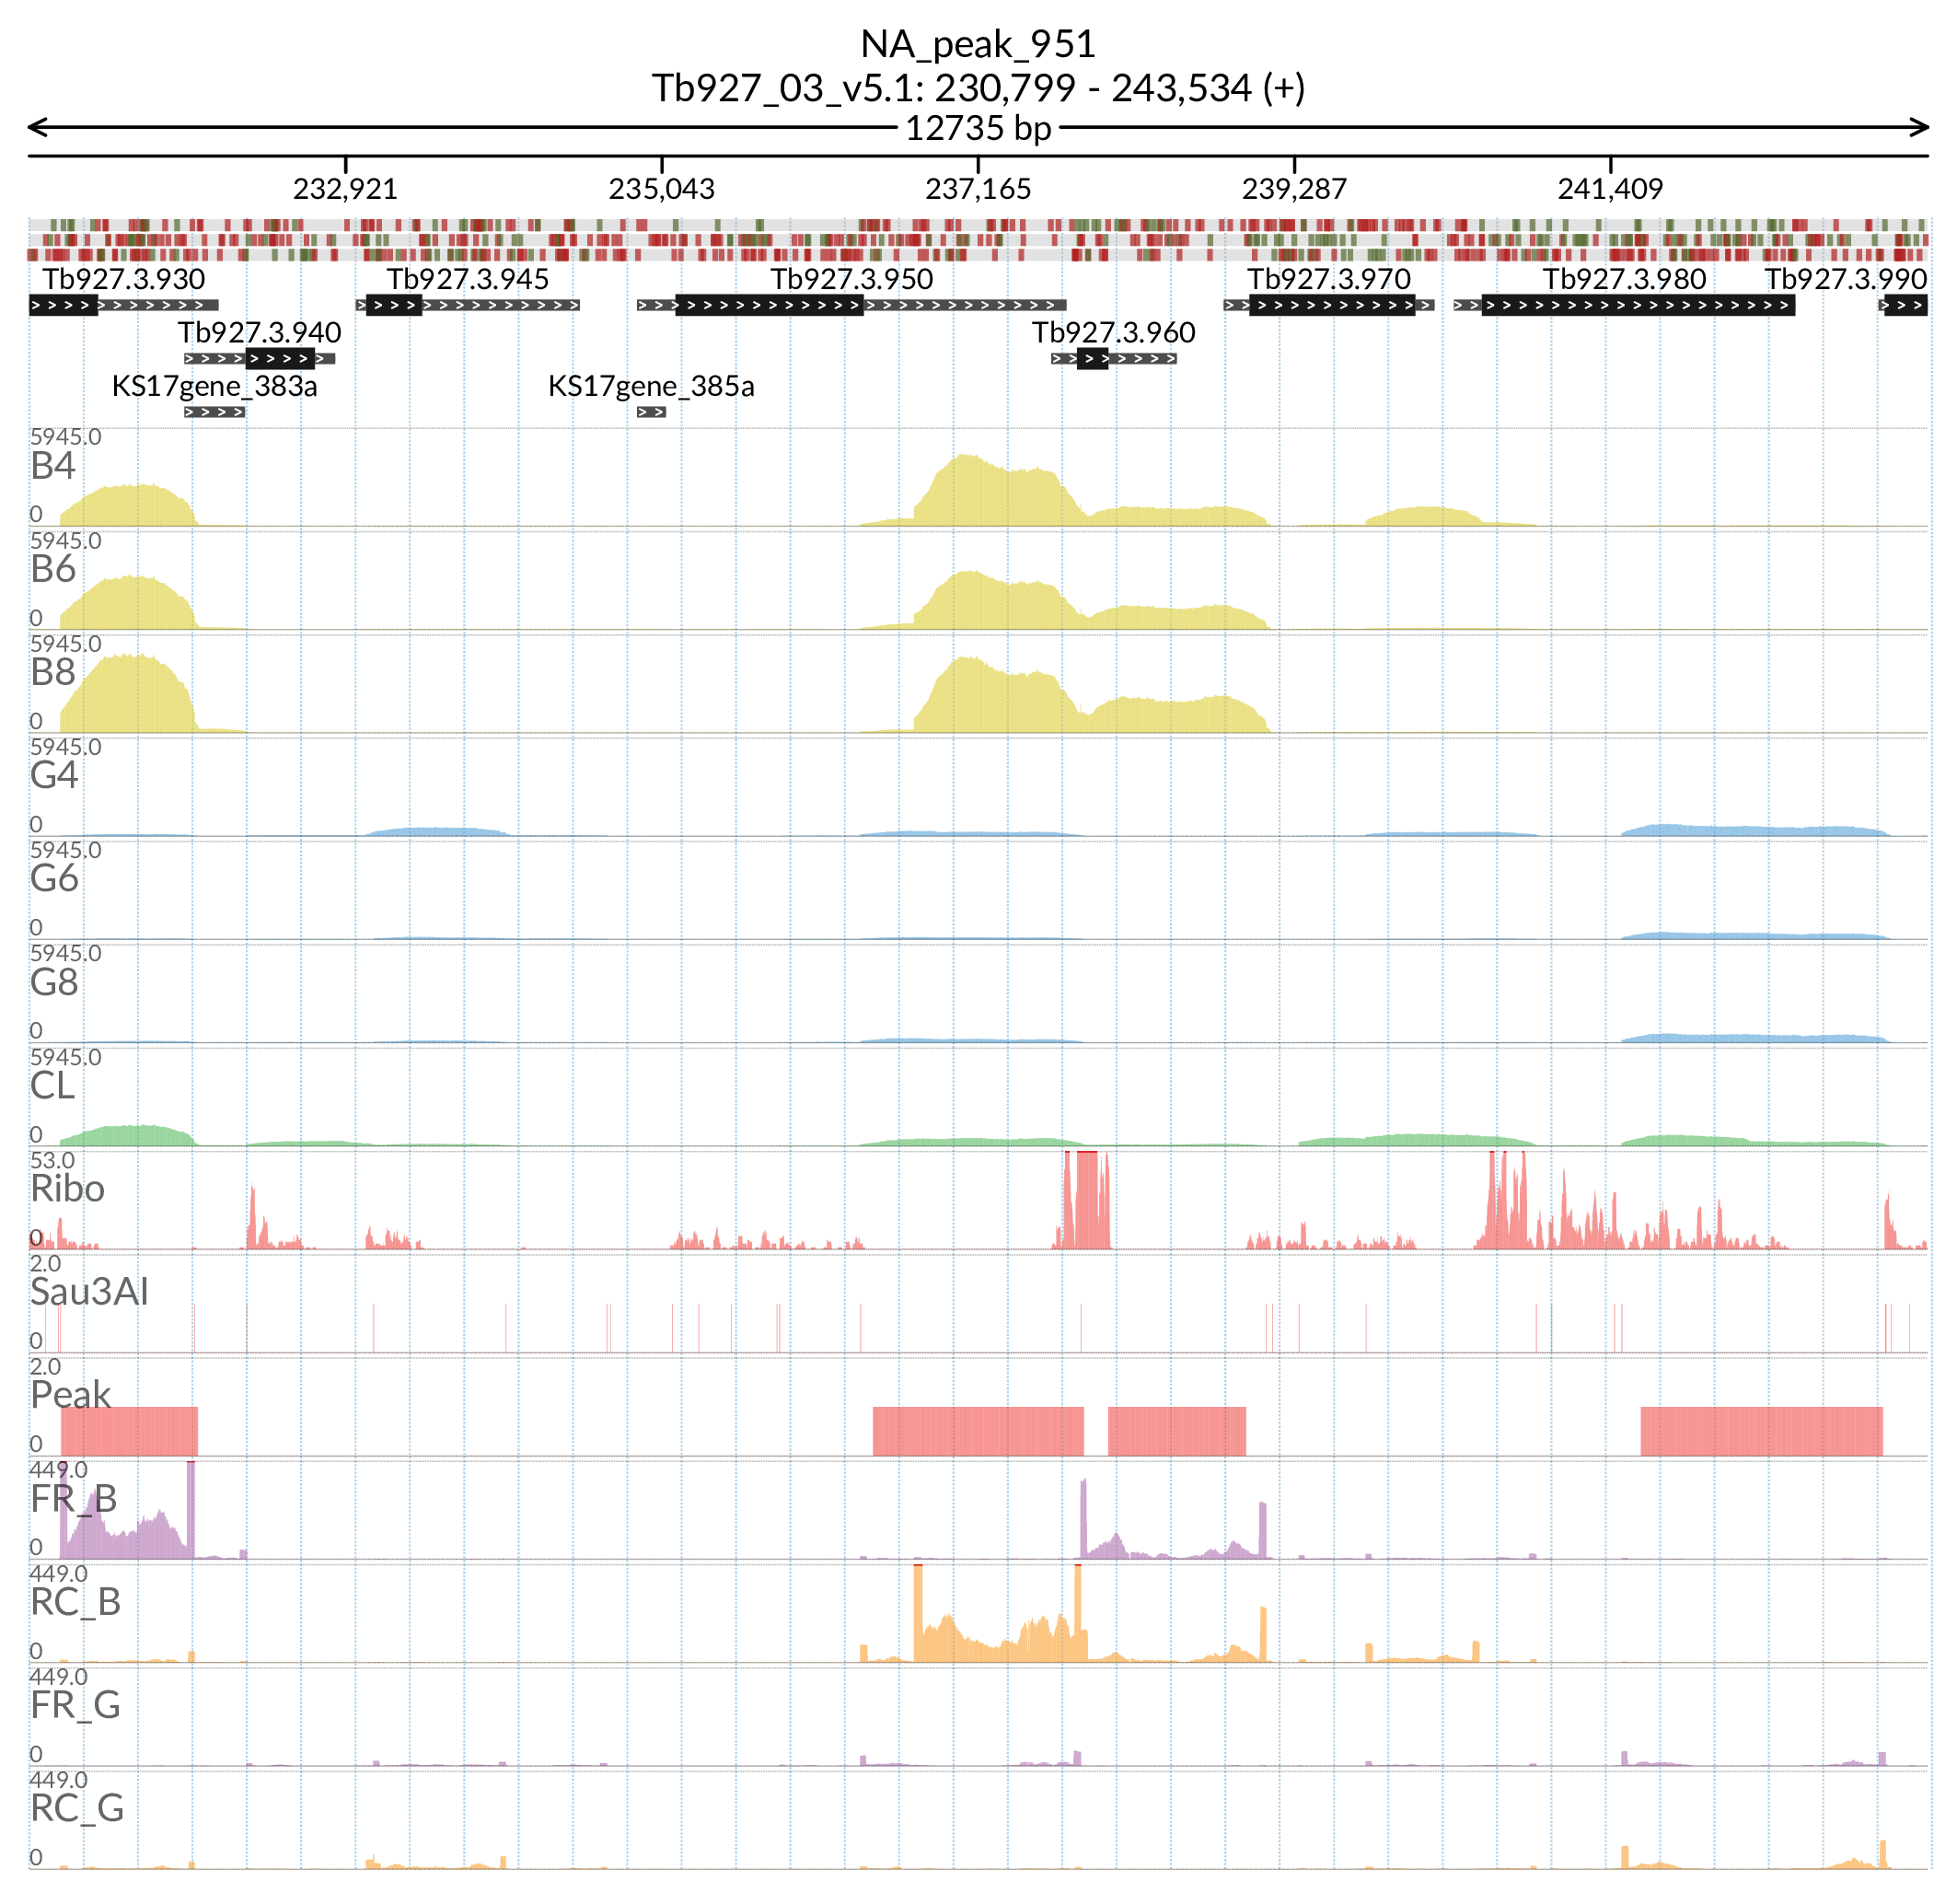 NA_peak_951
Tb927_03_v5.1: 230,799 - 243,534 (+)
12735 bp
232,921 235,043 237,165 239,287 241,409
Tb927.3.930 Tb927.3.945 Tb927.3.950 Tb927.3.970 Tb927.3.980 Tb927.3.990
Tb927.3.940 Tb927.3.960
KS17gene_383a KS17gene_385a
5945.0
B4
0
5945.0
B6
0
5945.0
B8
0
5945.0
G4
0
5945.0
G6
0
5945.0
G8
0
5945.0
CL
0
53.0
Ribo
0
2.0
Sau3AI
0
2.0
Peak
0
449.0
FR_B
0
449.0
RC_B
0
449.0
FR_G
0
449.0
RC_G
0